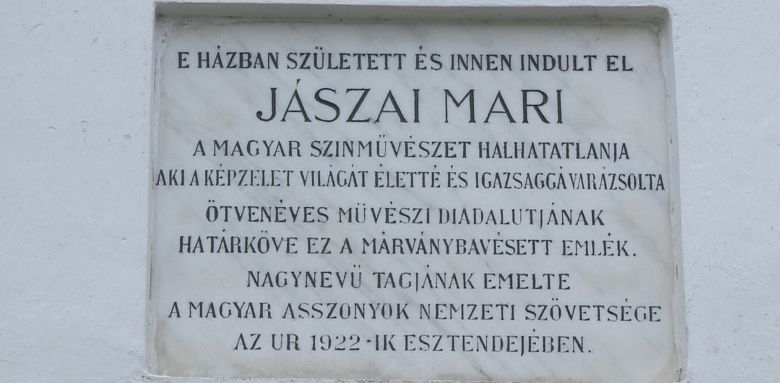 E HÁZBAN SZÜLETETT ÉS INNEN INDULT EL
JÁSZAI MARI
A MAGYAR SZINMÜVÉSZET HALHATATLANJA
AKI A KÉPZELET VILÁGÁT ÉLETTÉ ÉS IGAZSAGGÁ VARÁZSOLTA
ÖTVENÉVES MÜVÉSZI DIADALUTJÁNAK
HATÁRKÖVE EZ A MÁRVÁNYBAVÉSETT EMLÉK.
NAGYNEVÜ TAGJÁNAK EMELTE
A MAGYAR ASSZONYOK NEMZETI SZÖVETSÉGE
AZ UR 1922-IK ESZTENDEJÉBEN.